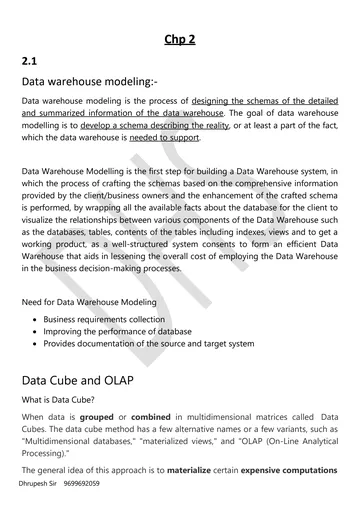 Chp 2
2.1
Data warehouse modeling:-
Data warehouse modeling is the process of designing the schemas of the detailed
and summarized information of the data warehouse. The goal of data warehouse
modelling is to develop a schema describing the reality, or at least a part of the fact,
which the data warehouse is needed to support.
Data Warehouse Modelling is the first step for building a Data Warehouse system, in
which the process of crafting the schemas based on the comprehensive information
provided by the client/business owners and the enhancement of the crafted schema
is performed, by wrapping all the available facts about the database for the client to
visualize the relationships between various components of the Data Warehouse such
as the databases, tables, contents of the tables including indexes, views and to get a
working product, as a well-structured system consents to form an efficient Data
Warehouse that aids in lessening the overall cost of employing the Data Warehouse
in the business decision-making processes.
Need for Data Warehouse Modeling
• Business requirements collection
• Improving the performance of database
• Provides documentation of the source and target system
Data Cube and OLAP
What is Data Cube?
When data is grouped or combined in multidimensional matrices called Data
Cubes. The data cube method has a few alternative names or a few variants, such as
"Multidimensional databases," "materialized views," and "OLAP (On-Line Analytical
Processing)."
The general idea of this approach is to materialize certain expensive computations
Dhrupesh Sir 9699692059